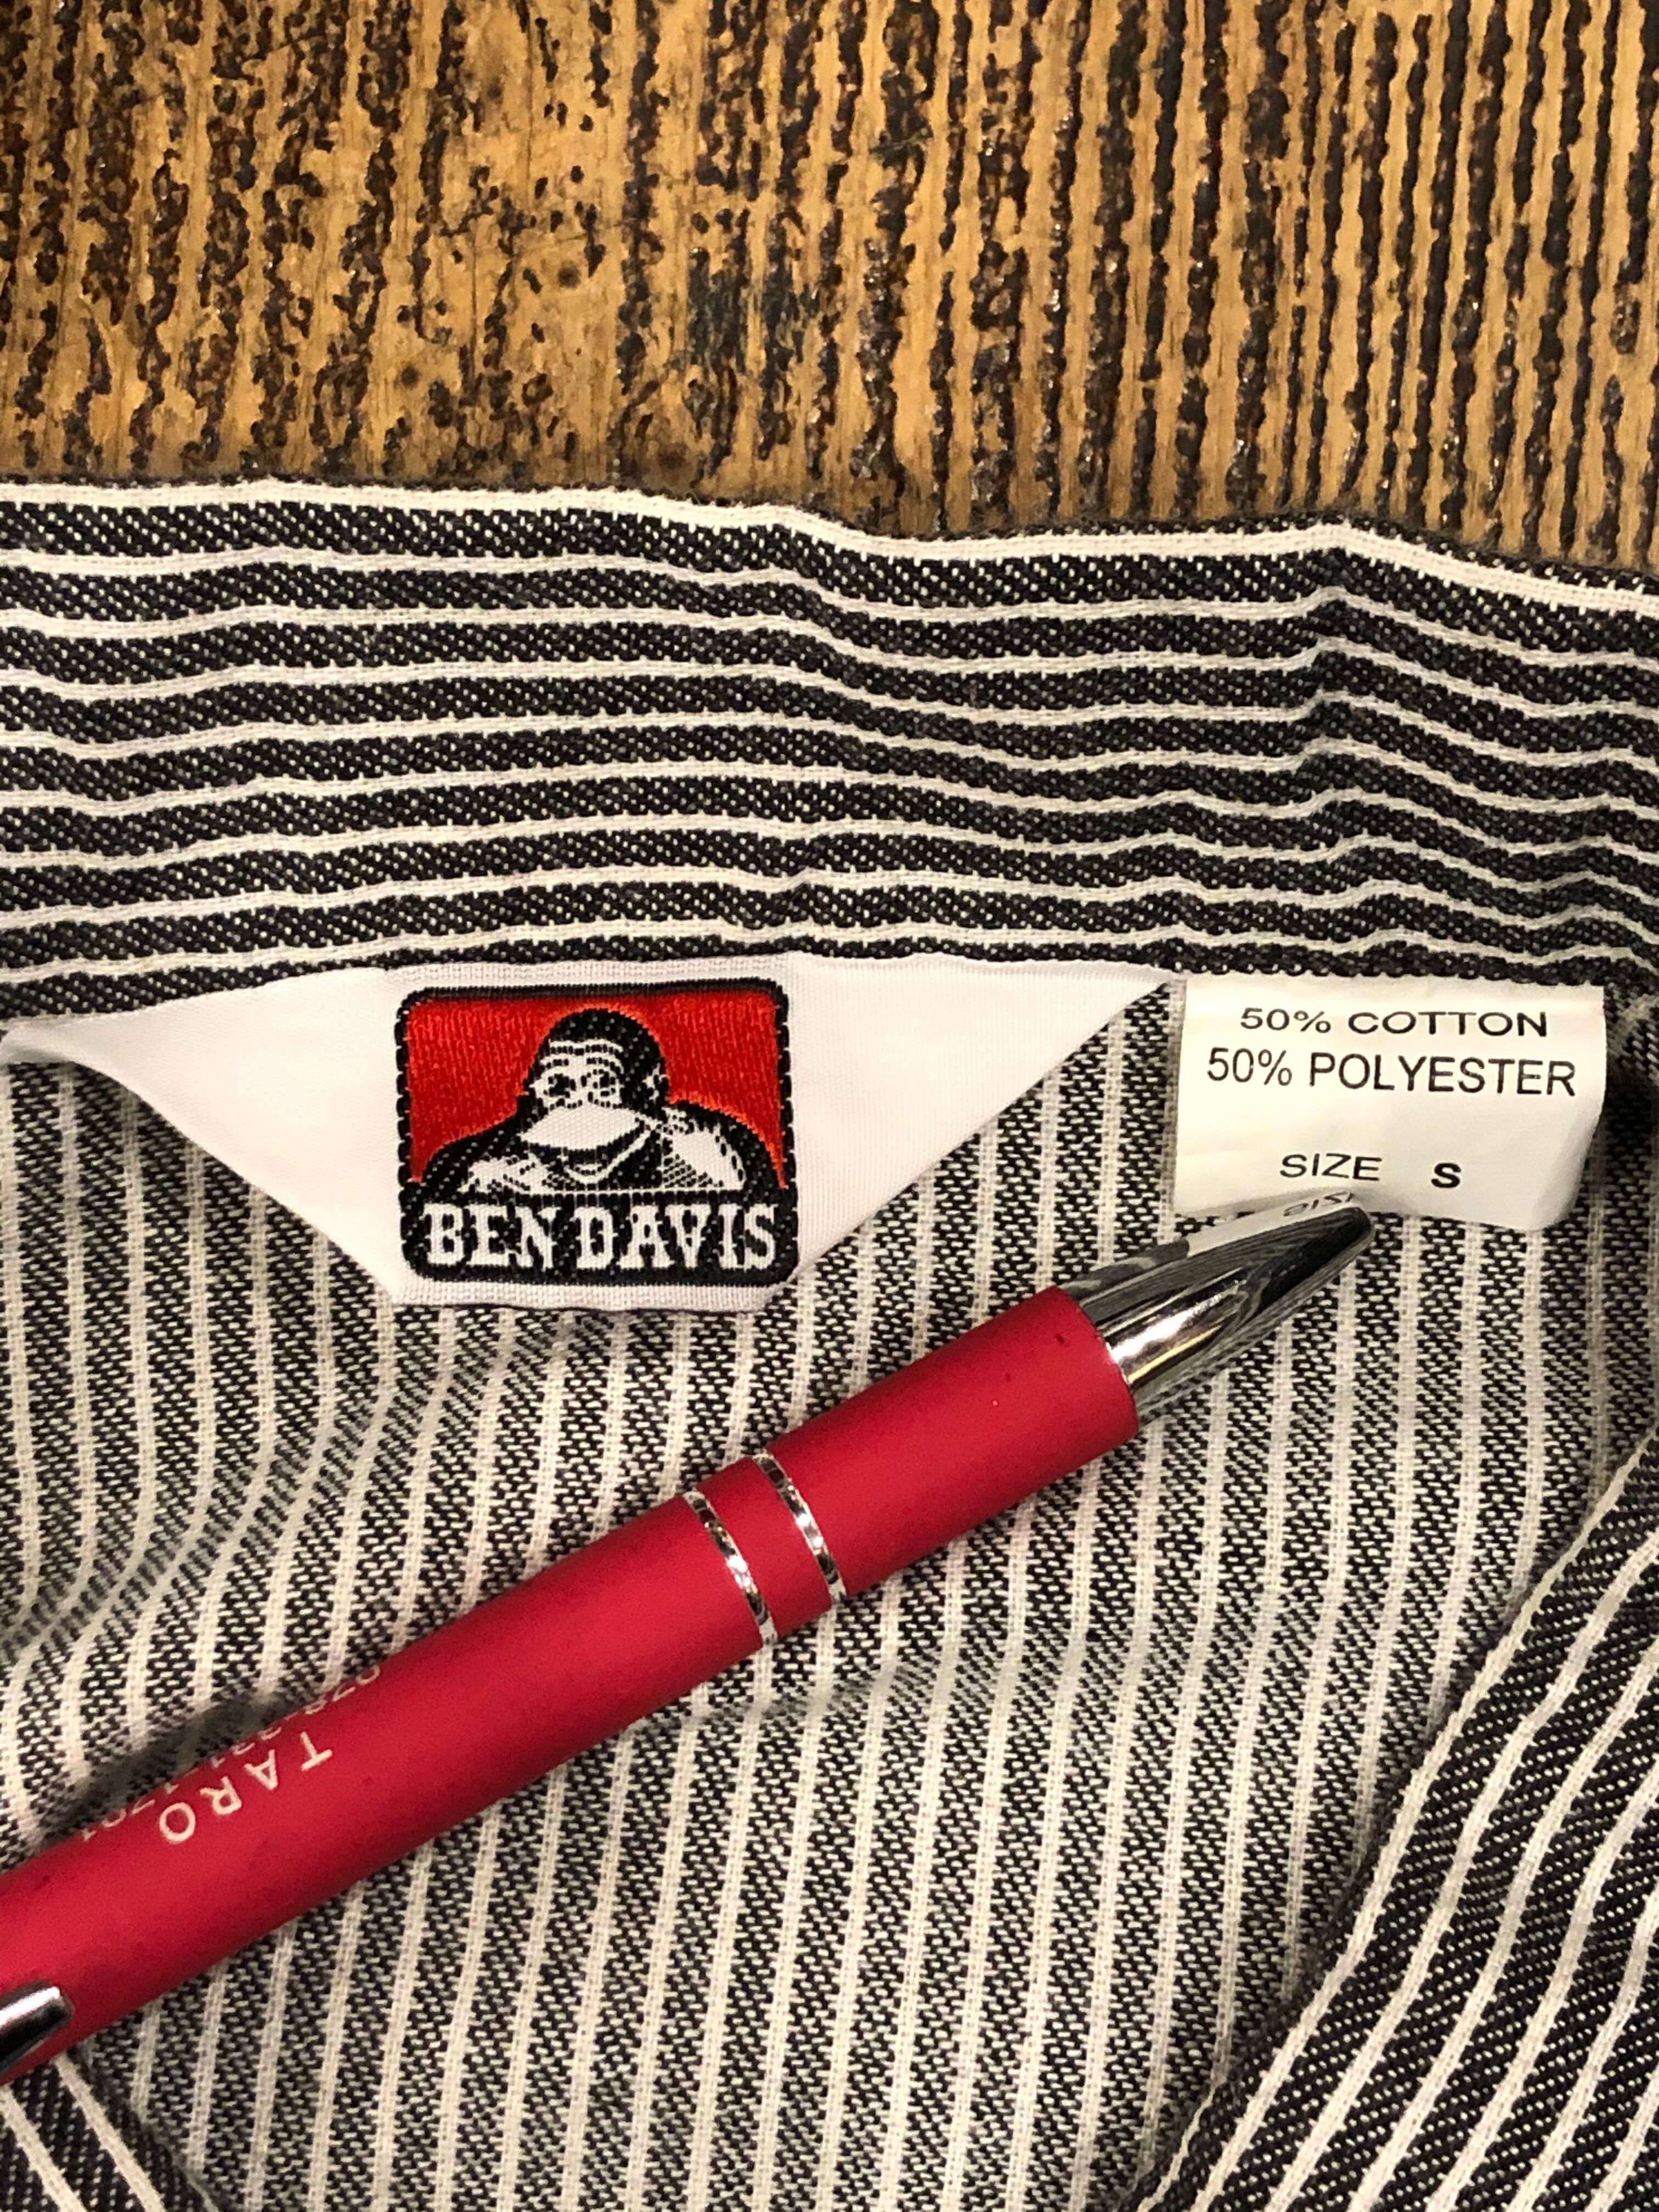 BEN DAVIS
50% COTTON
50% POLYESTER
SIZE S
TARO